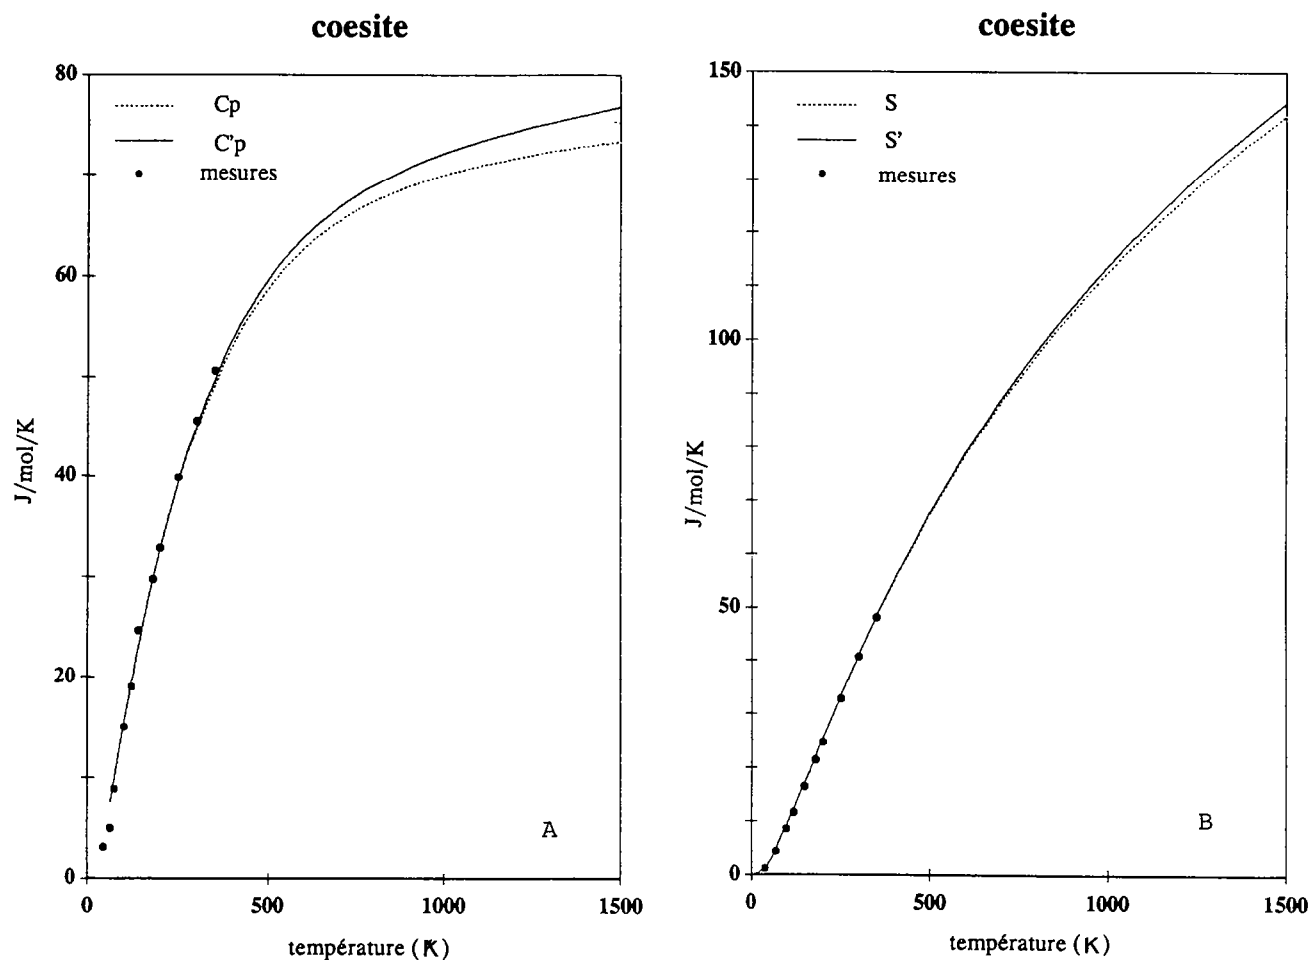 coesite
80
Cp
C'p
mesures
60
J/mol/K
40
20
A
0
0 500 1000 1500
température (K)
coesite
150
S
S'
mesures
100
J/mol/K
50
B
0
0 500 1000 1500
température (K)